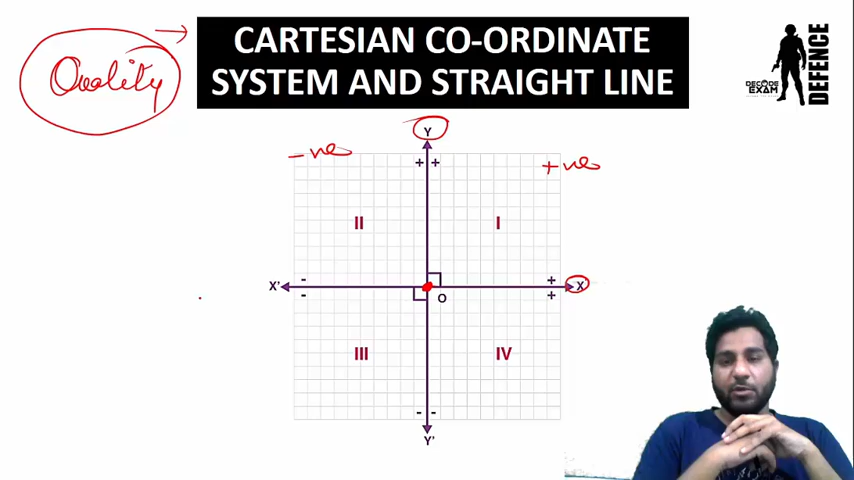 Quality
CARTESIAN CO-ORDINATE
SYSTEM AND STRAIGHT LINE
DECODE
EXAM
DEFENCE
Y
-ve
+ve
+ +
II
I
X'
-
-
O
+
+
X
III
IV
- -
Y'